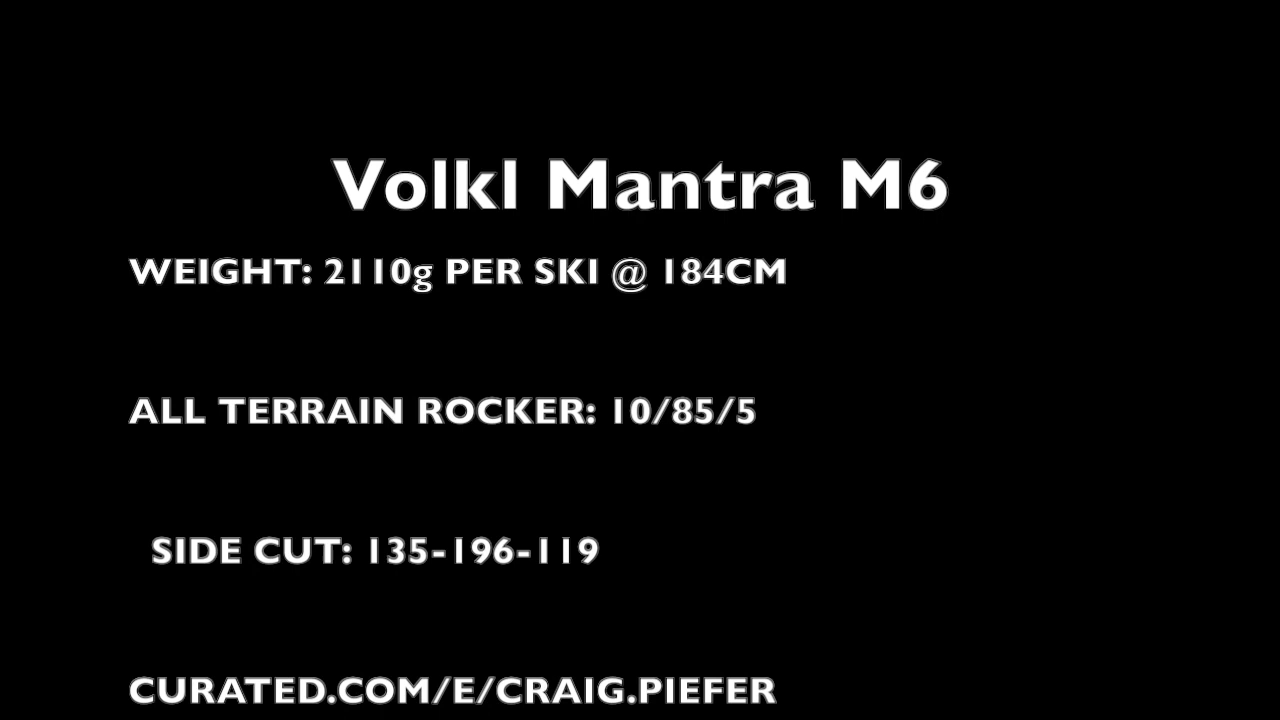 Volkl Mantra M6
WEIGHT: 2110g PER SKI @ 184CM
ALL TERRAIN ROCKER: 10/85/5
SIDE CUT: 135-196-119
CURATED.COM/E/CRAIG.PIEFER